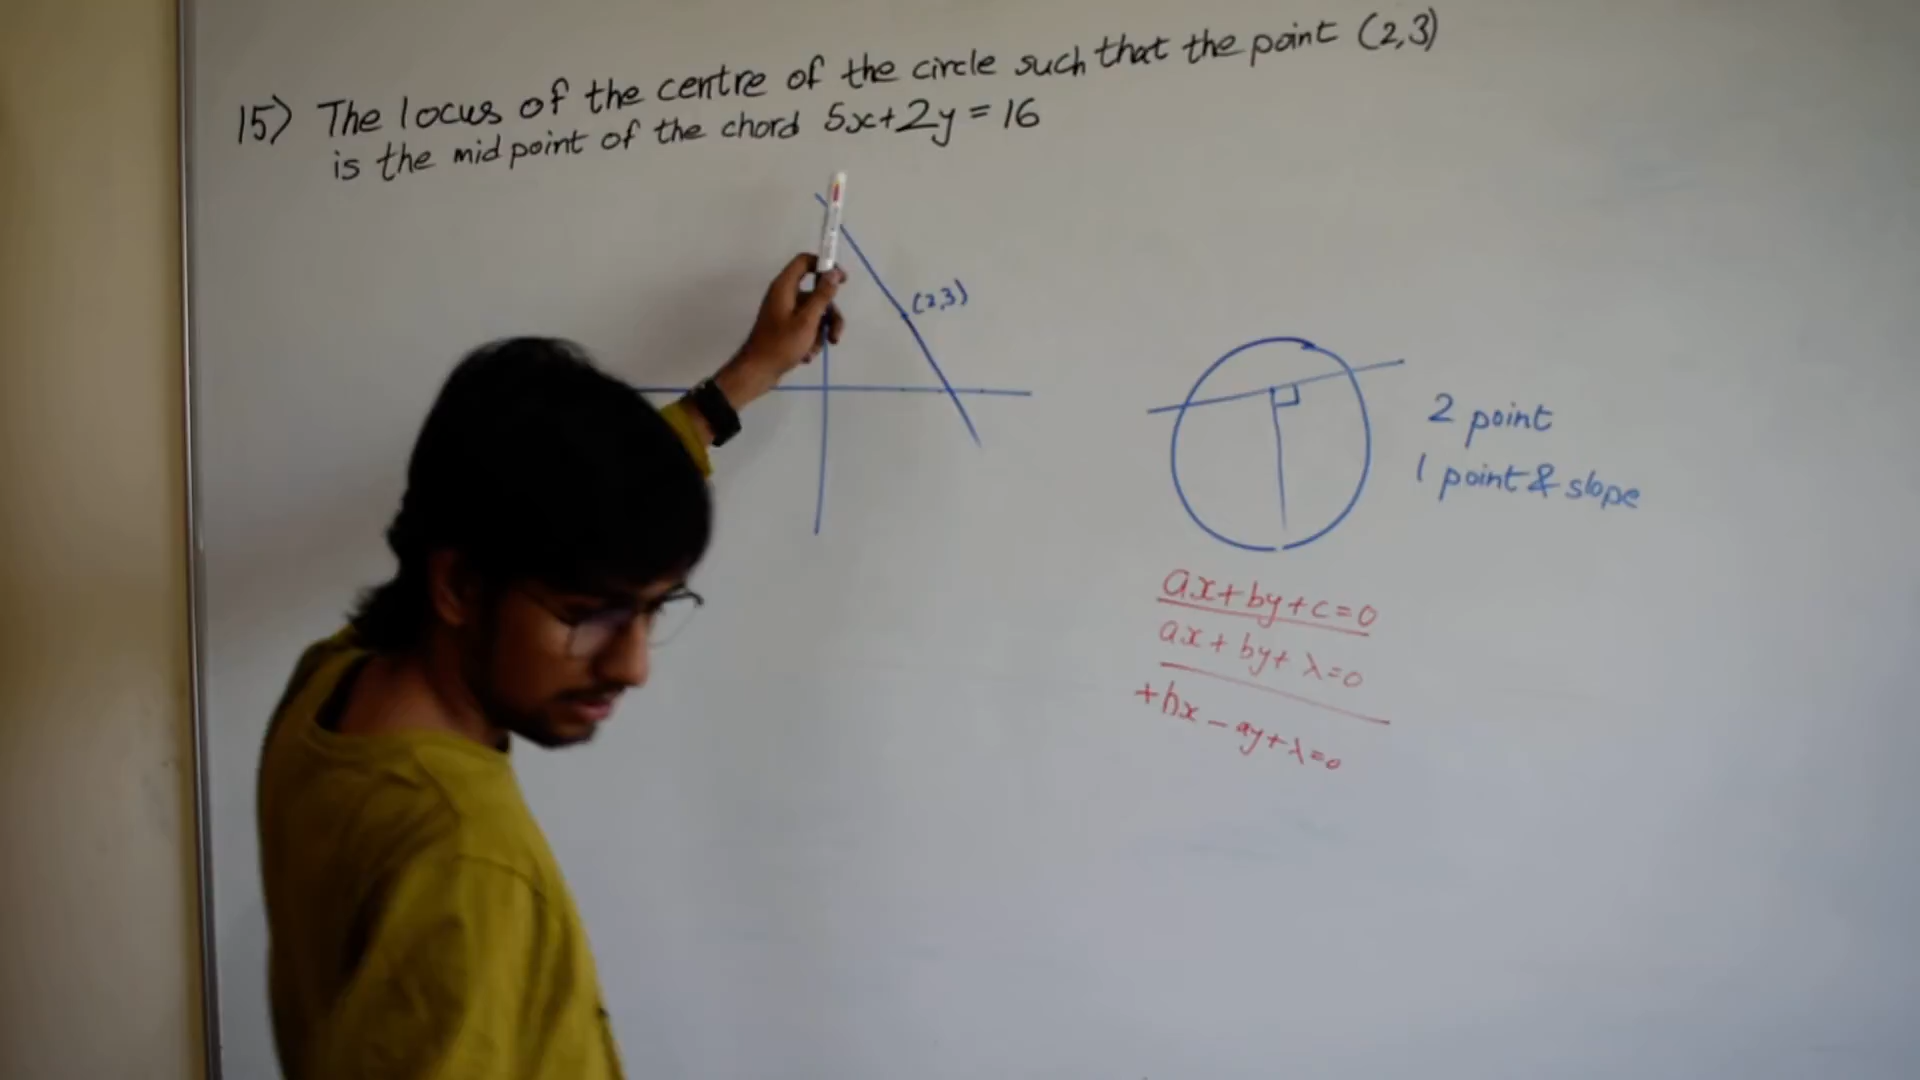 15) The locus of the centre of the circle such that the point (2,3)
is the mid point of the chord 5x+2y = 16
(2,3)
2 point
1 point & slope
ax+by+c=0
ax+by+λ=0
+bx-ay+λ=0